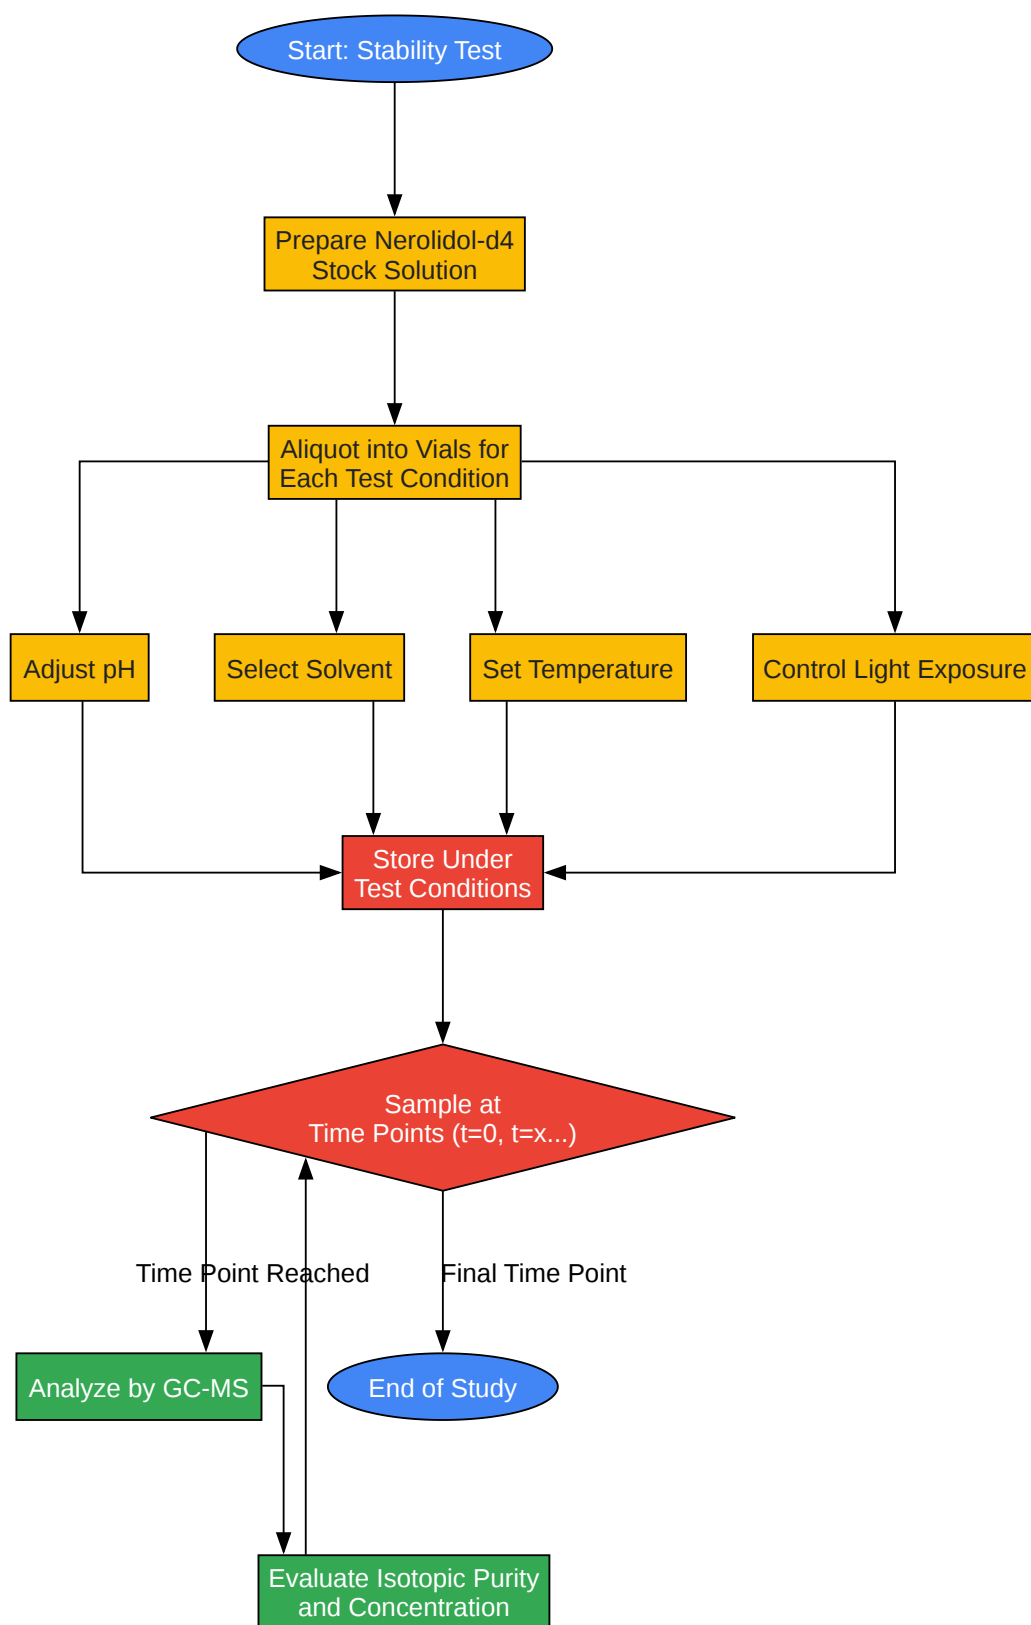 Start: Stability Test
Prepare Nerolidol-d4
Stock Solution
Aliquot into Vials for
Each Test Condition
Adjust pH
Select Solvent
Set Temperature
Control Light Exposure
Store Under
Test Conditions
Sample at
Time Points (t=0, t=x...)
Time Point Reached
Final Time Point
Analyze by GC-MS
End of Study
Evaluate Isotopic Purity
and Concentration